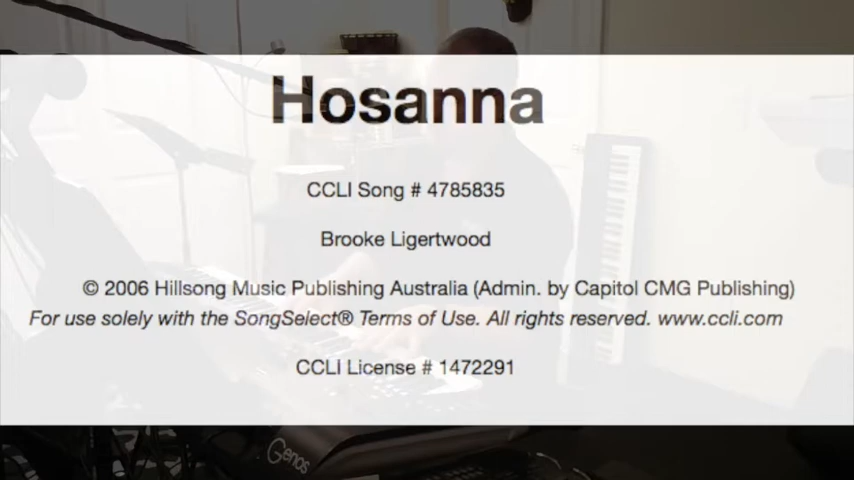 Hosanna
CCLI Song # 4785835
Brooke Ligertwood
© 2006 Hillsong Music Publishing Australia (Admin. by Capitol CMG Publishing)
For use solely with the SongSelect® Terms of Use. All rights reserved. www.ccli.com
CCLI License # 1472291
Genos